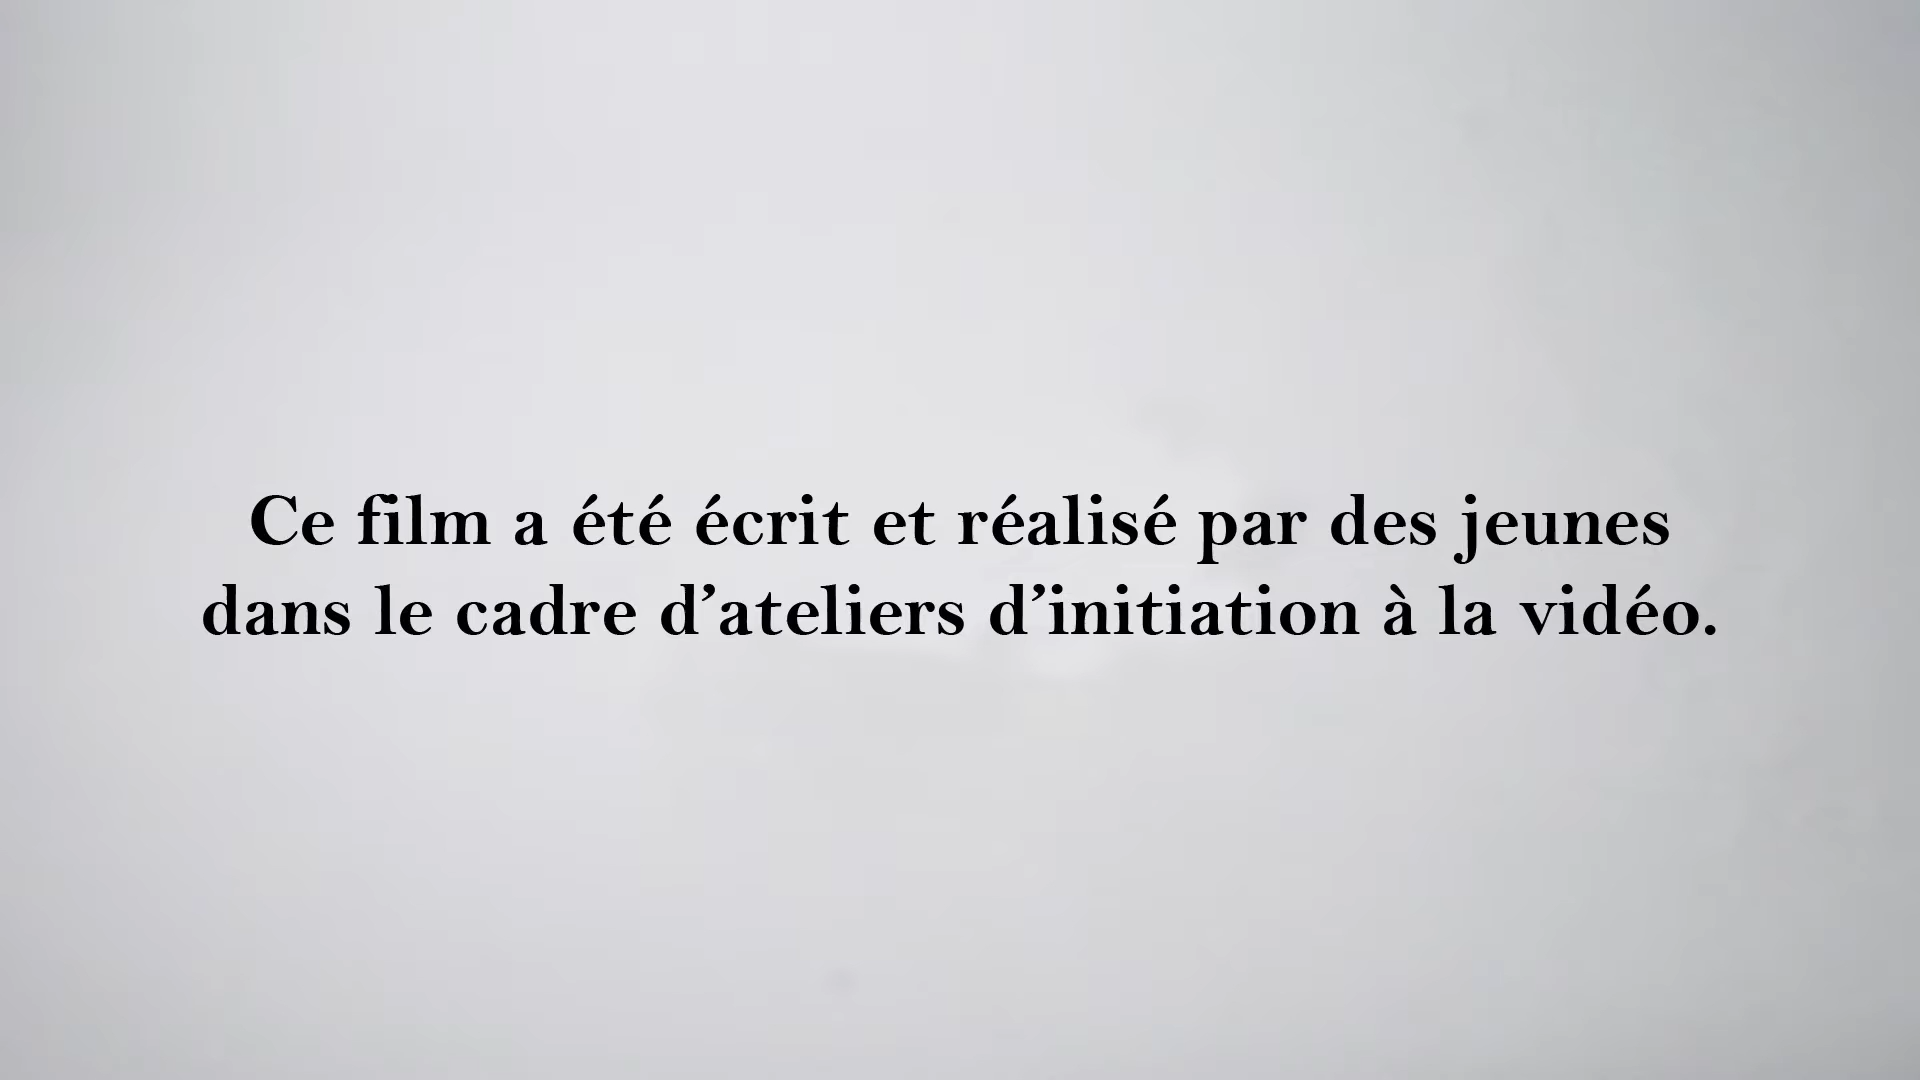 Ce film a été écrit et réalisé par des jeunes
dans le cadre d’ateliers d’initiation à la vidéo.